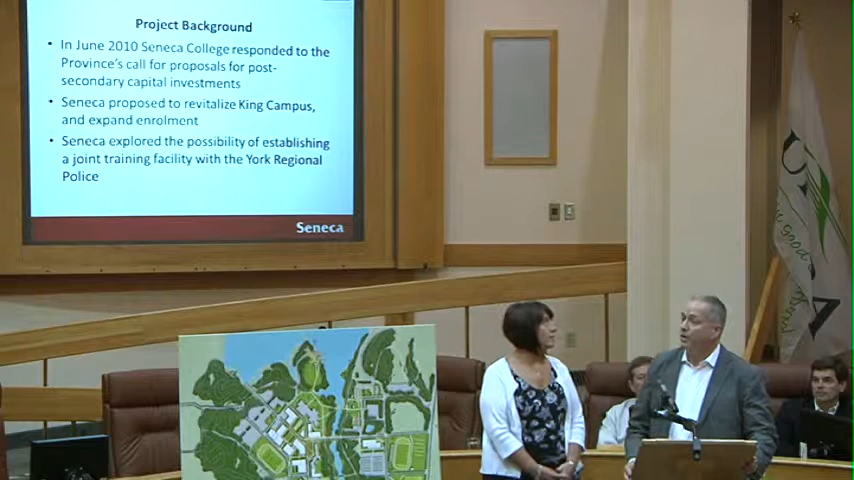 Project Background
• In June 2010 Seneca College responded to the
Province's call for proposals for post-
secondary capital investments
• Seneca proposed to revitalize King Campus,
and expand enrolment
• Seneca explored the possibility of establishing
a joint training facility with the York Regional
Police
Seneca
good